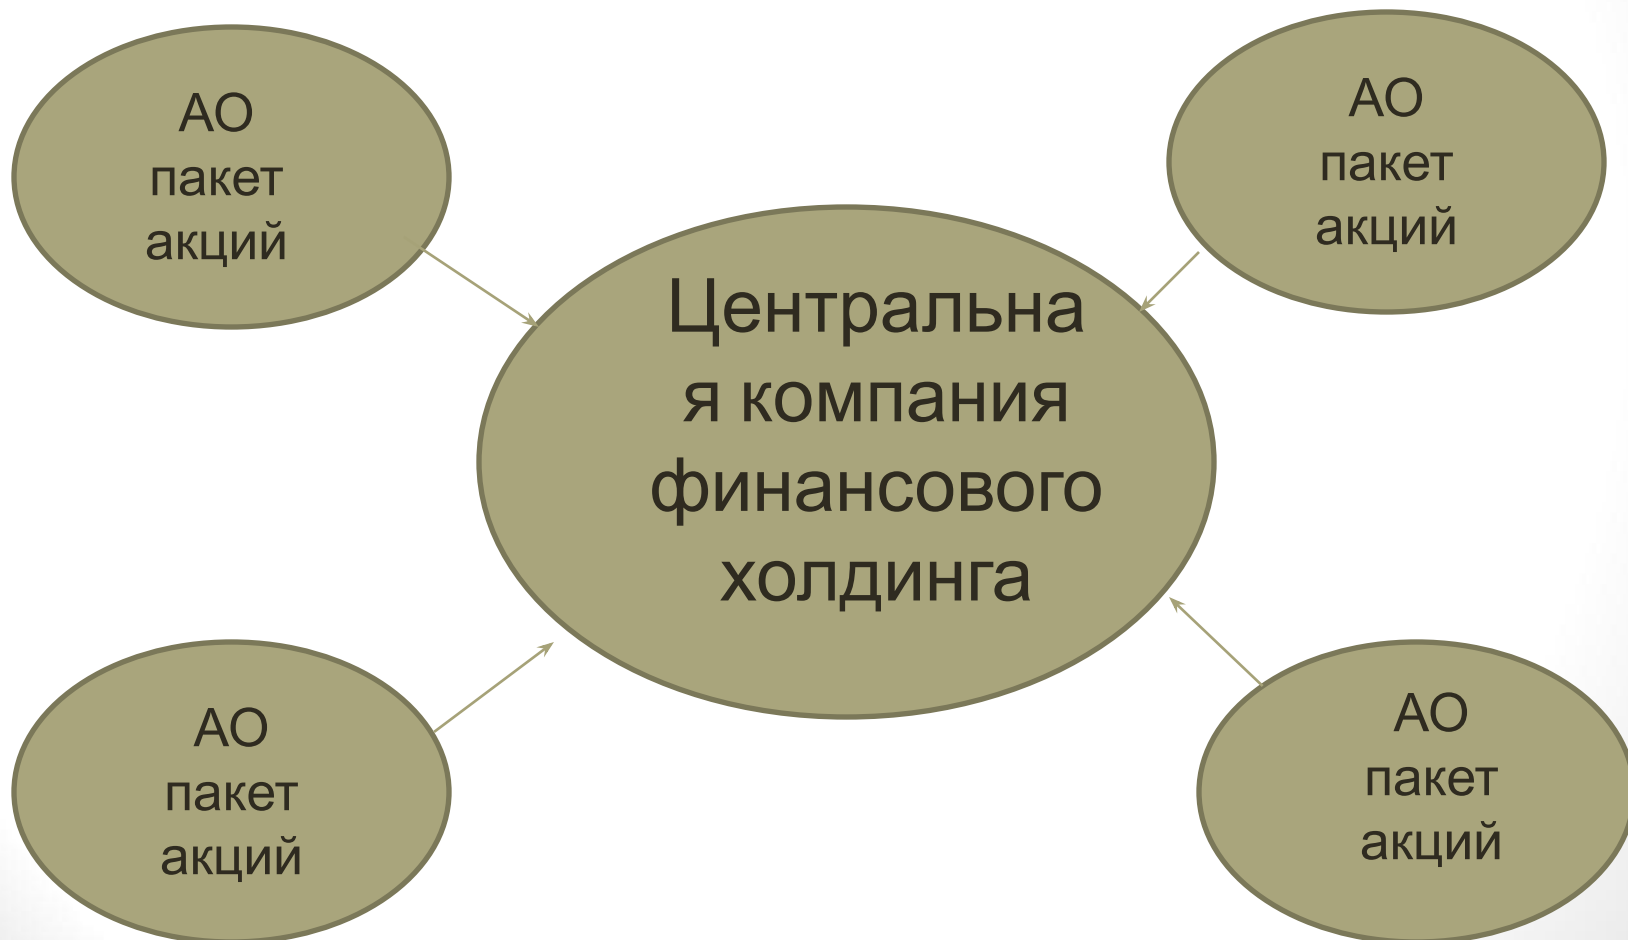 АО
пакет
акций
АО
пакет
акций
Центральна
я компания
финансового
холдинга
АО
пакет
акций
АО
пакет
акций